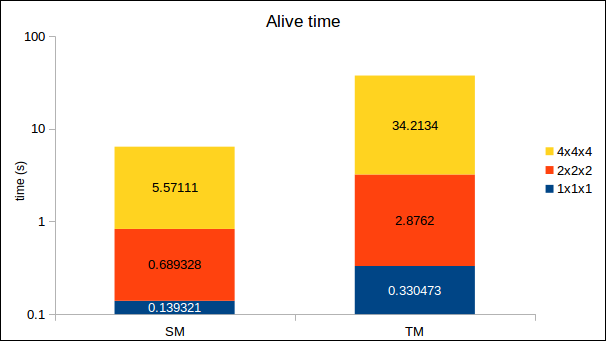 Alive time
100
10
1
0.1
time (s)
5.57111
0.689328
0.139321
34.2134
2.8762
0.330473
SM
TM
4x4x4
2x2x2
1x1x1